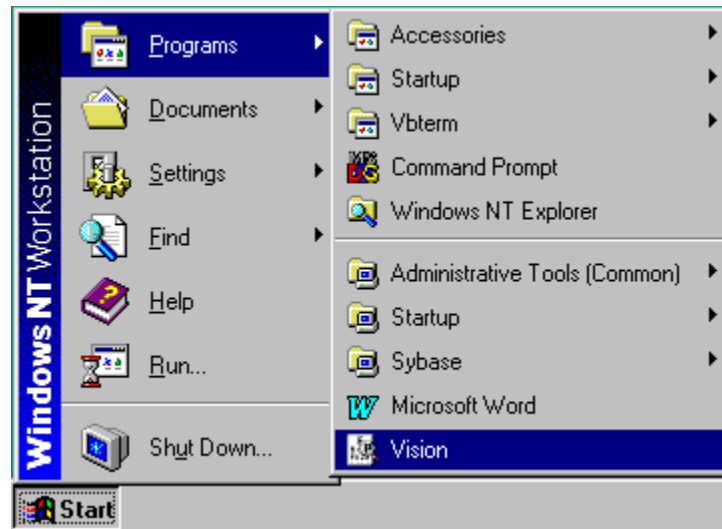 Windows NT Workstation
Programs
Documents
Settings
Find
Help
Run...
Shut Down...
Accessories
Startup
Vbterm
Command Prompt
Windows NT Explorer
Administrative Tools (Common)
Startup
Sybase
Microsoft Word
Vision
Start